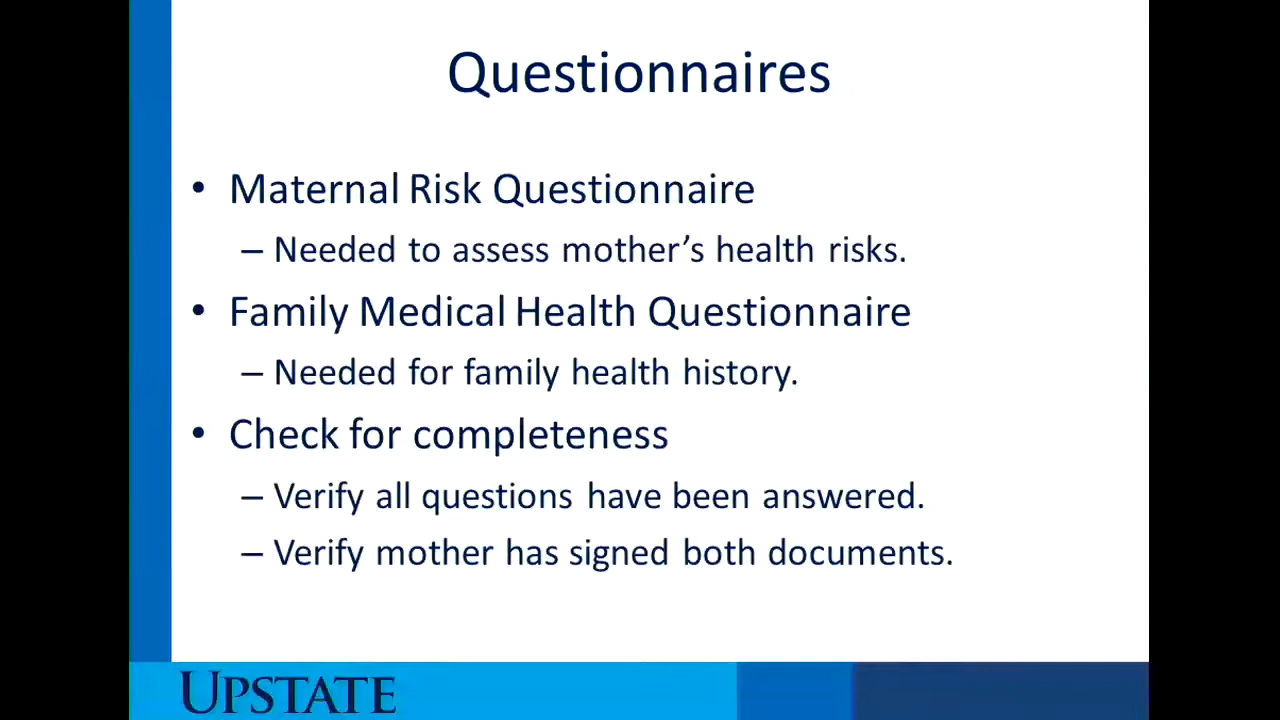 Questionnaires
• Maternal Risk Questionnaire
– Needed to assess mother’s health risks.
• Family Medical Health Questionnaire
– Needed for family health history.
• Check for completeness
– Verify all questions have been answered.
– Verify mother has signed both documents.
UPSTATE